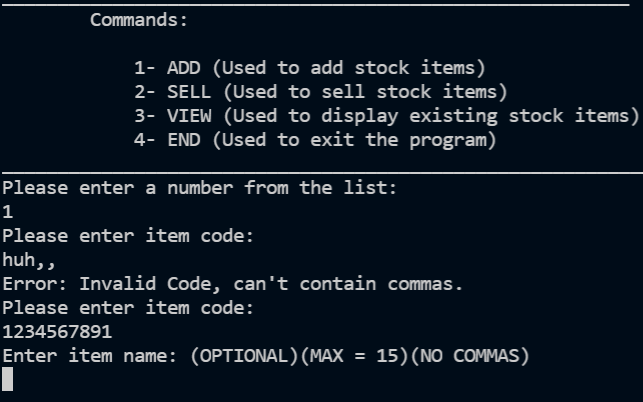 Commands:
1- ADD (Used to add stock items)
2- SELL (Used to sell stock items)
3- VIEW (Used to display existing stock items)
4- END (Used to exit the program)
Please enter a number from the list:
1
Please enter item code:
huh,,
Error: Invalid Code, can't contain commas.
Please enter item code:
1234567891
Enter item name: (OPTIONAL)(MAX = 15)(NO COMMAS)